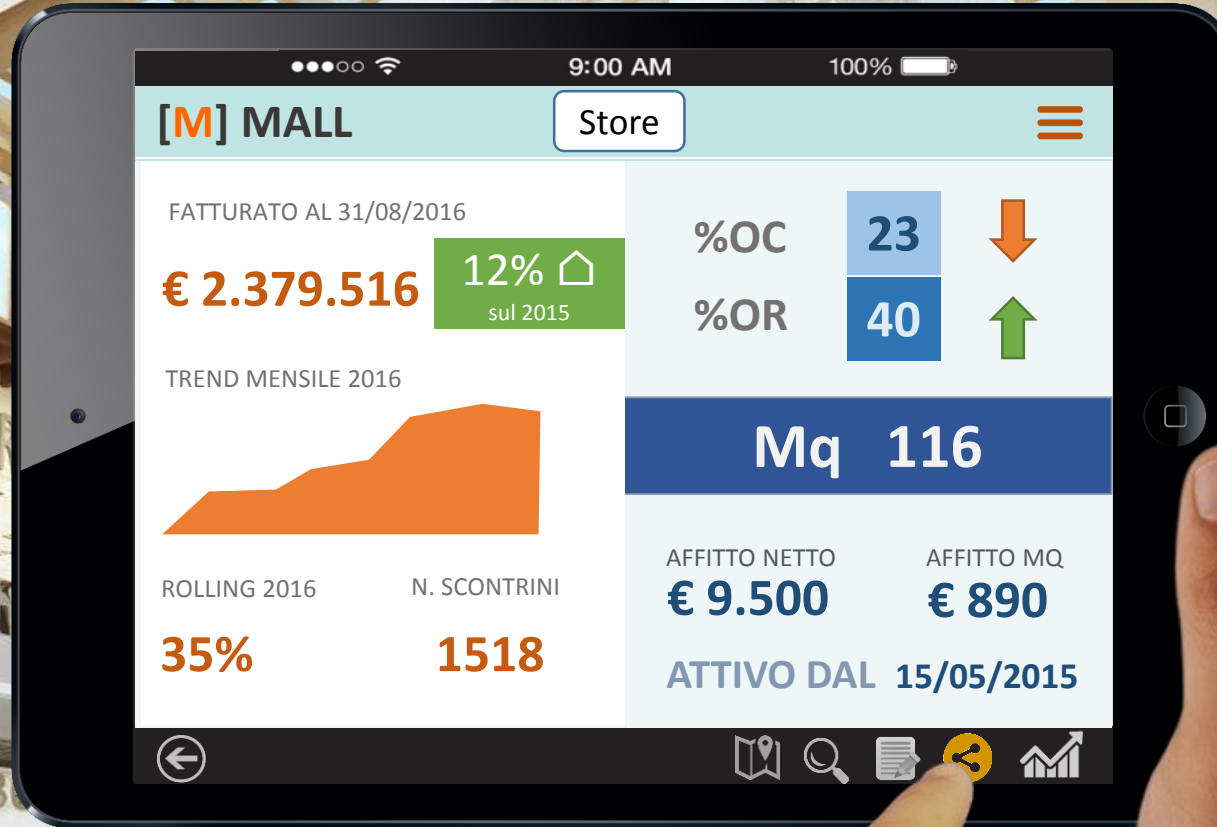 9:00 AM
100%
[M] MALL
Store
FATTURATO AL 31/08/2016
€ 2.379.516
12%
sul 2015
TREND MENSILE 2016
ROLLING 2016
N. SCONTRINI
35%
1518
%OC
23
%OR
40
Mq 116
AFFITTO NETTO
AFFITTO MQ
€ 9.500
€ 890
ATTIVO DAL 15/05/2015